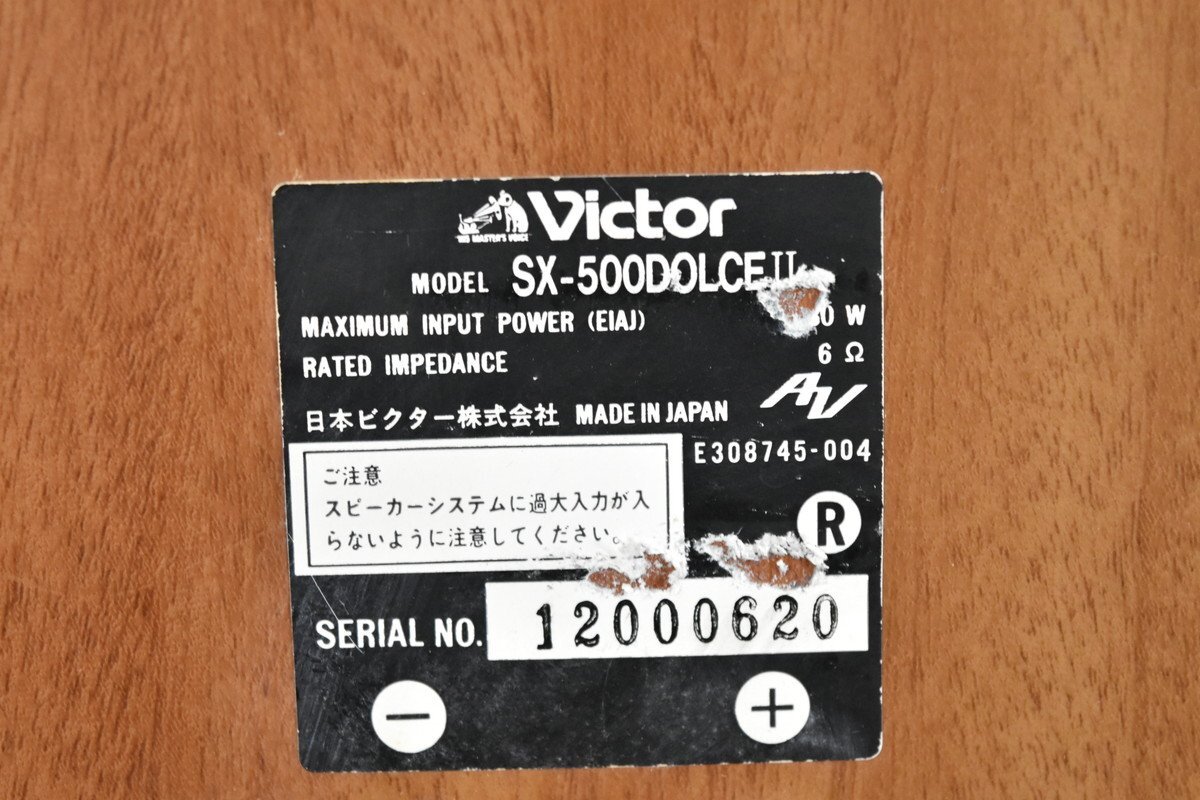 HIS MASTER'S VOICE
Victor
MODEL SX-500DOLCEII
MAXIMUM INPUT POWER (EIAJ) W
RATED IMPEDANCE 6 Ω
AV
日本ビクター株式会社 MADE IN JAPAN
E308745-004
ご注意
スピーカーシステムに過大入力が入
らないように注意してください。
R
SERIAL NO. 12000620
− +